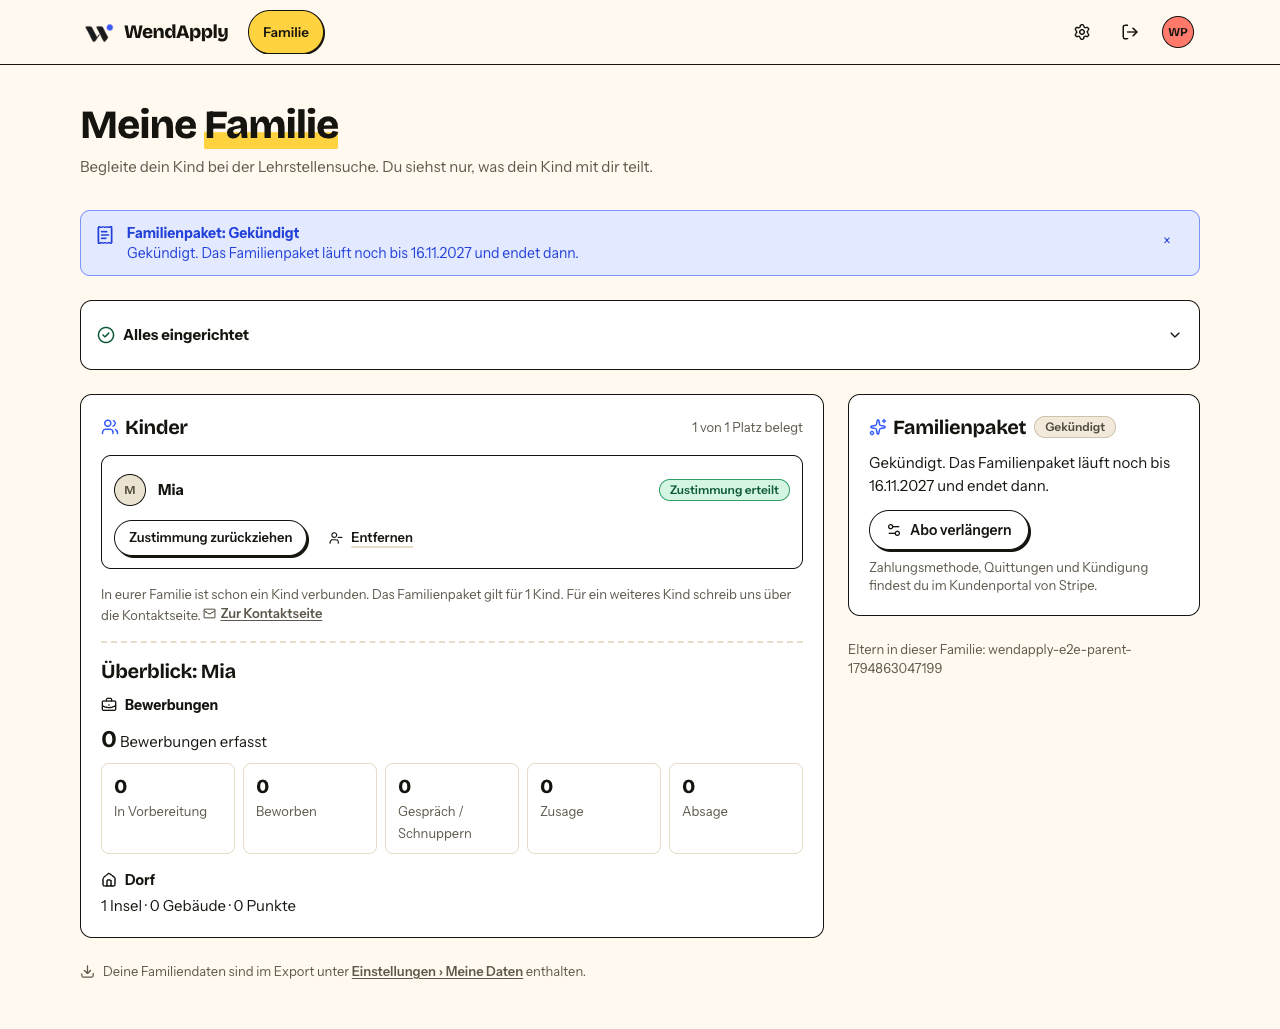 WendApply
Familie
WP
Meine Familie
Begleite dein Kind bei der Lehrstellensuche. Du siehst nur, was dein Kind mit dir teilt.
Familienpaket: Gekündigt
Gekündigt. Das Familienpaket läuft noch bis 16.11.2027 und endet dann.
×
Alles eingerichtet
Kinder
1 von 1 Platz belegt
M
Mia
Zustimmung erteilt
Zustimmung zurückziehen
Entfernen
In eurer Familie ist schon ein Kind verbunden. Das Familienpaket gilt für 1 Kind. Für ein weiteres Kind schreib uns über
die Kontaktseite. Zur Kontaktseite
Überblick: Mia
Bewerbungen
0 Bewerbungen erfasst
0
In Vorbereitung
0
Beworben
0
Gespräch /
Schnuppern
0
Zusage
0
Absage
Dorf
1 Insel · 0 Gebäude · 0 Punkte
Familienpaket
Gekündigt
Gekündigt. Das Familienpaket läuft noch bis
16.11.2027 und endet dann.
Abo verlängern
Zahlungsmethode, Quittungen und Kündigung
findest du im Kundenportal von Stripe.
Eltern in dieser Familie: wendapply-e2e-parent-
1794863047199
Deine Familiendaten sind im Export unter Einstellungen › Meine Daten enthalten.